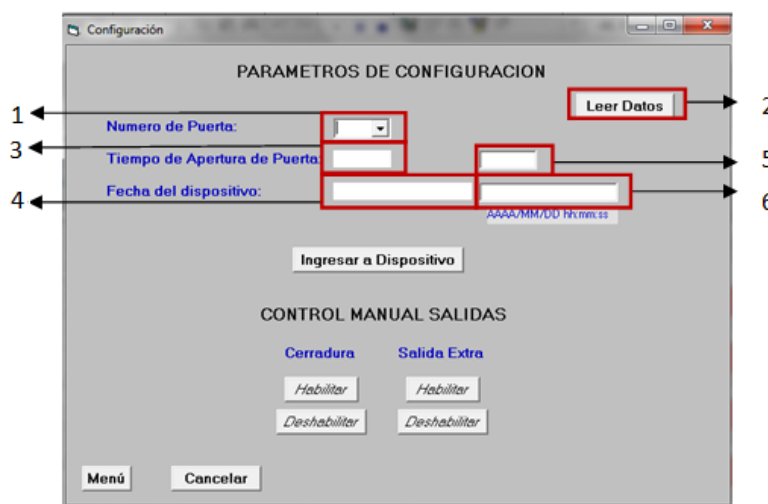 Configuración
PARAMETROS DE CONFIGURACION
Leer Datos
1
2
Numero de Puerta:
3
Tiempo de Apertura de Puerta:
5
4
Fecha del dispositivo:
6
AAAA/MM/DD hh:mm:ss
Ingresar a Dispositivo
CONTROL MANUAL SALIDAS
Cerradura Salida Extra
Habilitar Habilitar
Deshabilitar Deshabilitar
Menú Cancelar